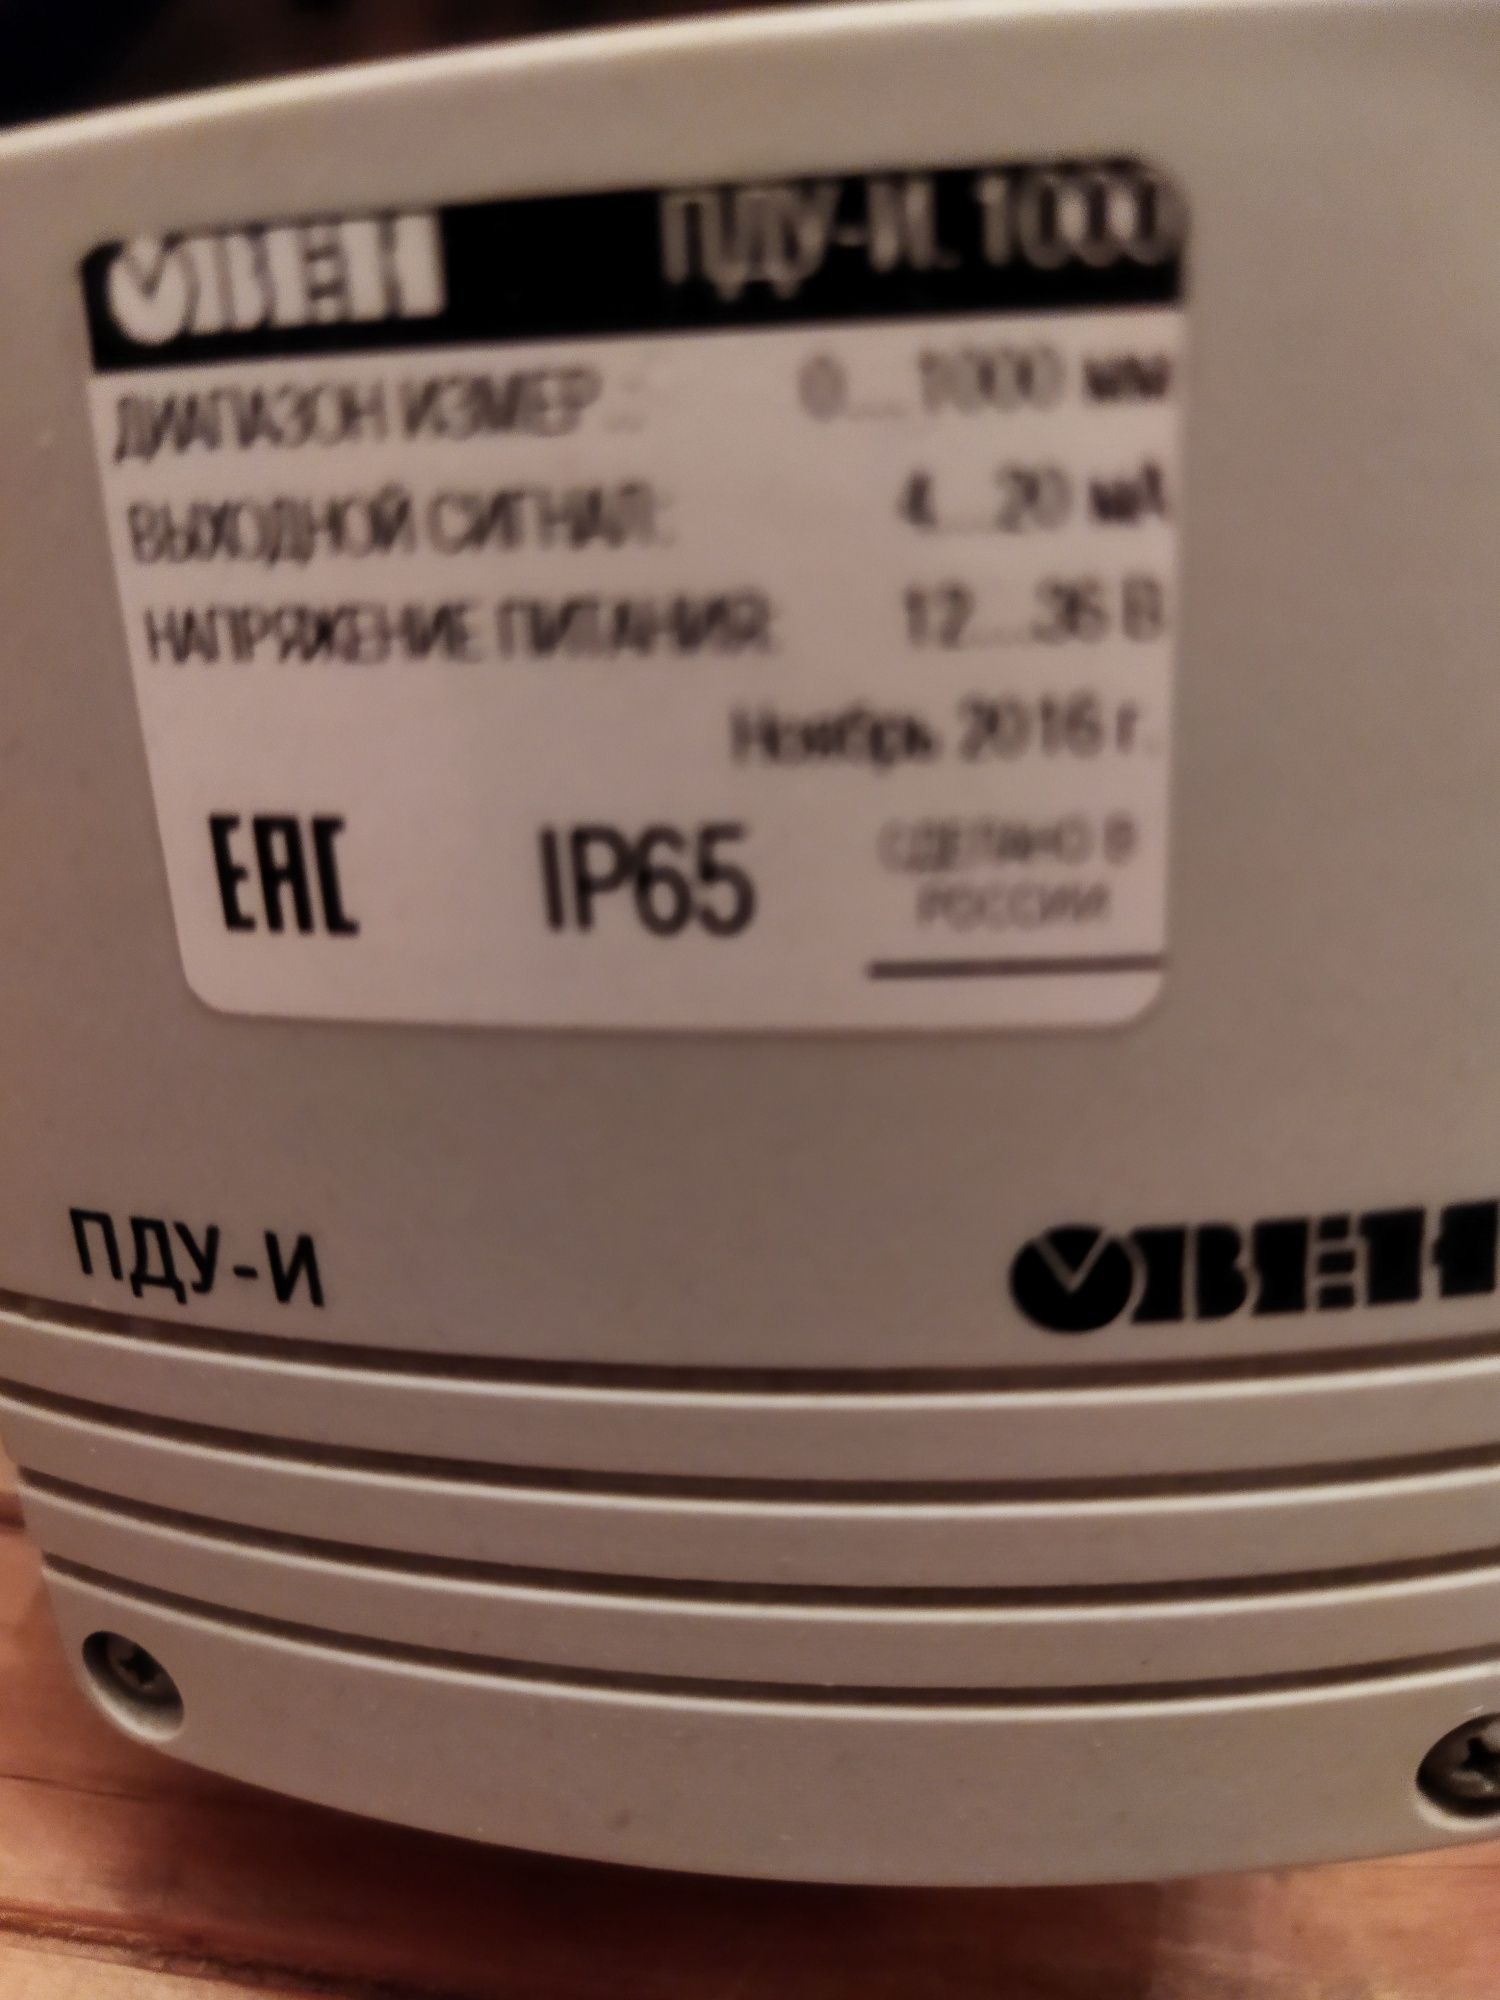 ОВЕН ПДУ-И.1000
ДИАПАЗОН ИЗМЕР.: 0...1000 мм
ВЫХОДНОЙ СИГНАЛ: 4...20 мА
НАПРЯЖЕНИЕ ПИТАНИЯ: 12...36 В
Ноябрь 2016 г.
EAC IP65 СДЕЛАНО В
РОССИИ
ПДУ-И ОВЕН